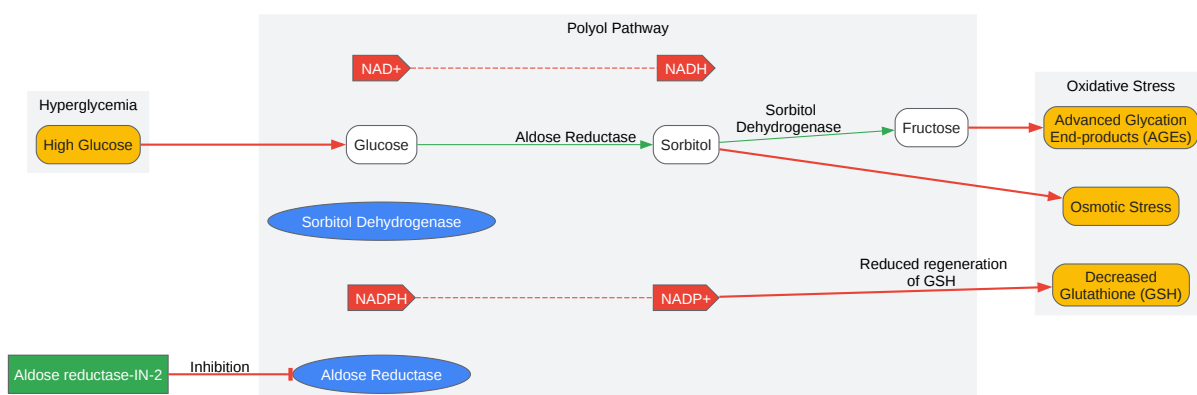 Polyol Pathway
NAD+
NADH
Oxidative Stress
Hyperglycemia
Sorbitol
Dehydrogenase
Advanced Glycation
End-products (AGEs)
High Glucose
Glucose
Aldose Reductase
Sorbitol
Fructose
Osmotic Stress
Sorbitol Dehydrogenase
Reduced regeneration
of GSH
Decreased
Glutathione (GSH)
NADPH
NADP+
Aldose reductase-IN-2
Inhibition
Aldose Reductase